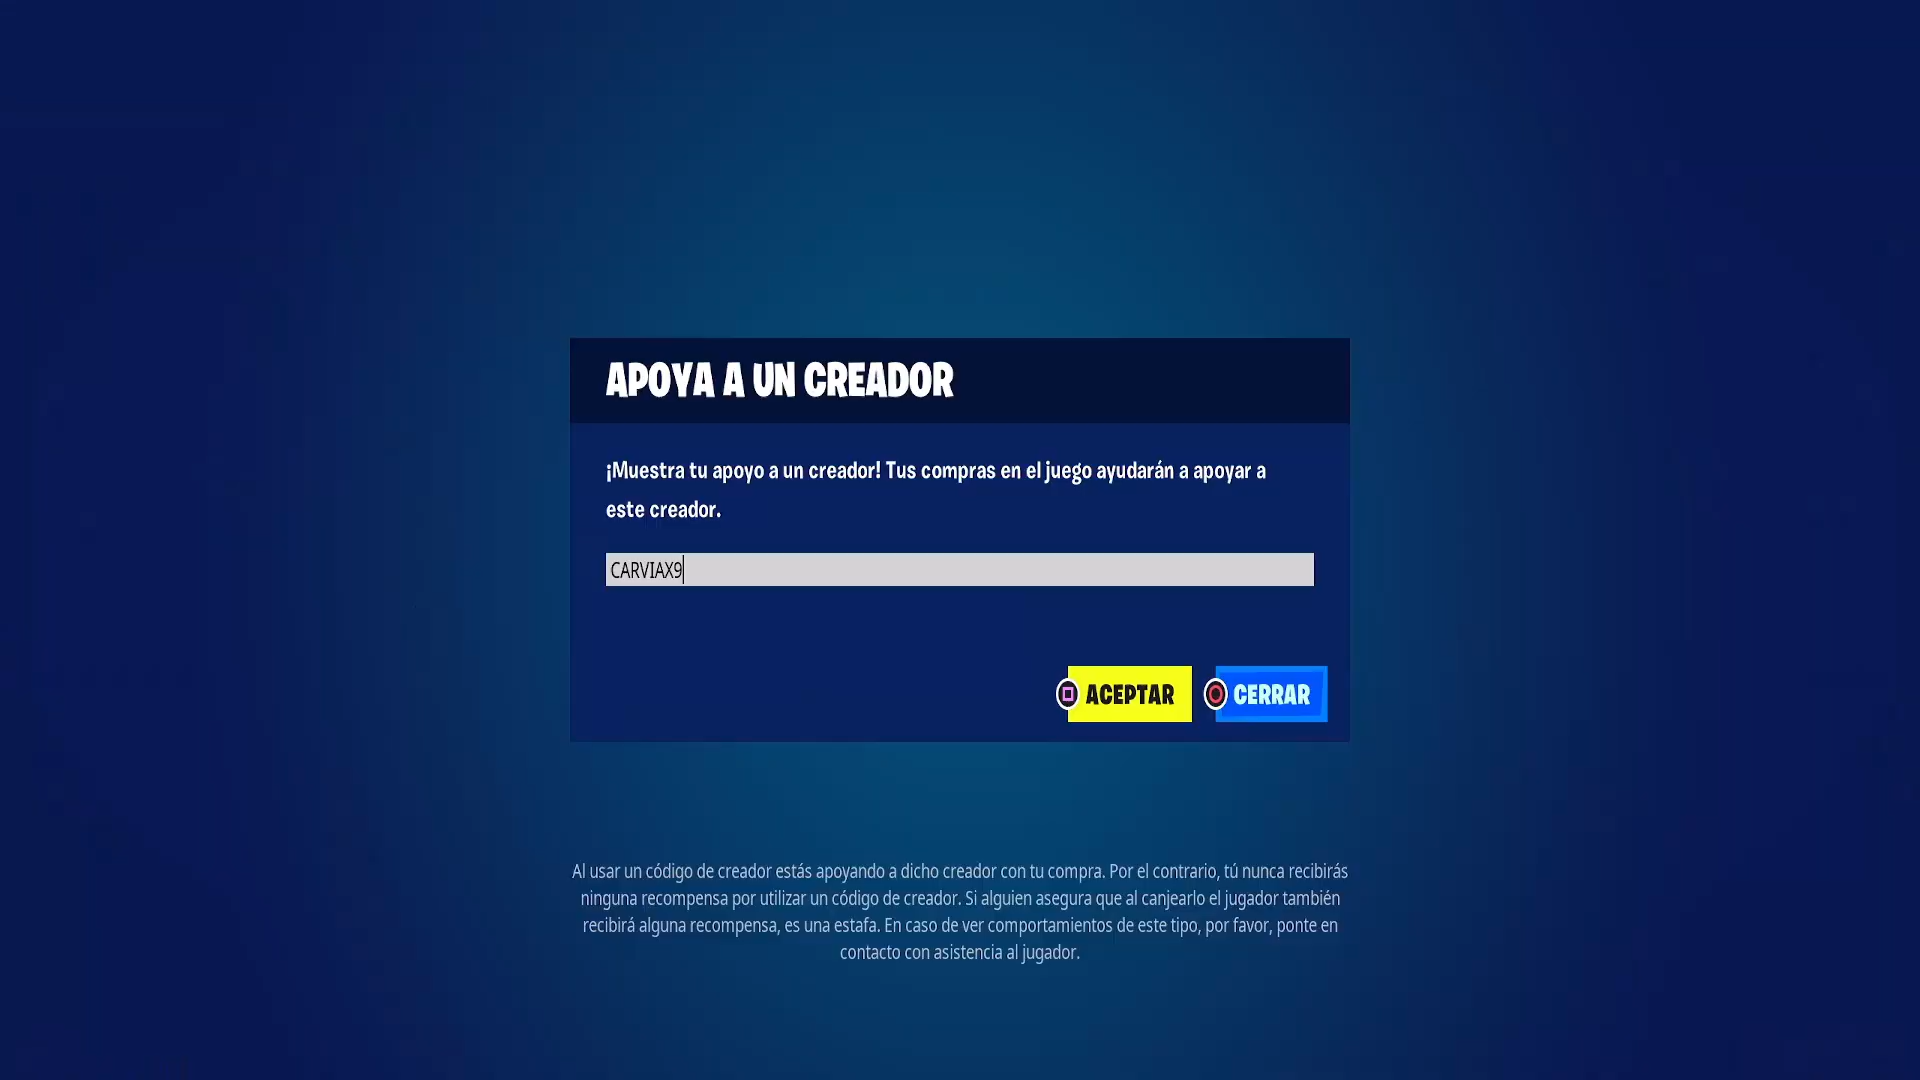 APOYA A UN CREADOR
¡Muestra tu apoyo a un creador! Tus compras en el juego ayudarán a apoyar a
este creador.
CARVIAX9
ACEPTAR
CERRAR
Al usar un código de creador estás apoyando a dicho creador con tu compra. Por el contrario, tú nunca recibirás
ninguna recompensa por utilizar un código de creador. Si alguien asegura que al canjearlo el jugador también
recibirá alguna recompensa, es una estafa. En caso de ver comportamientos de este tipo, por favor, ponte en
contacto con asistencia al jugador.